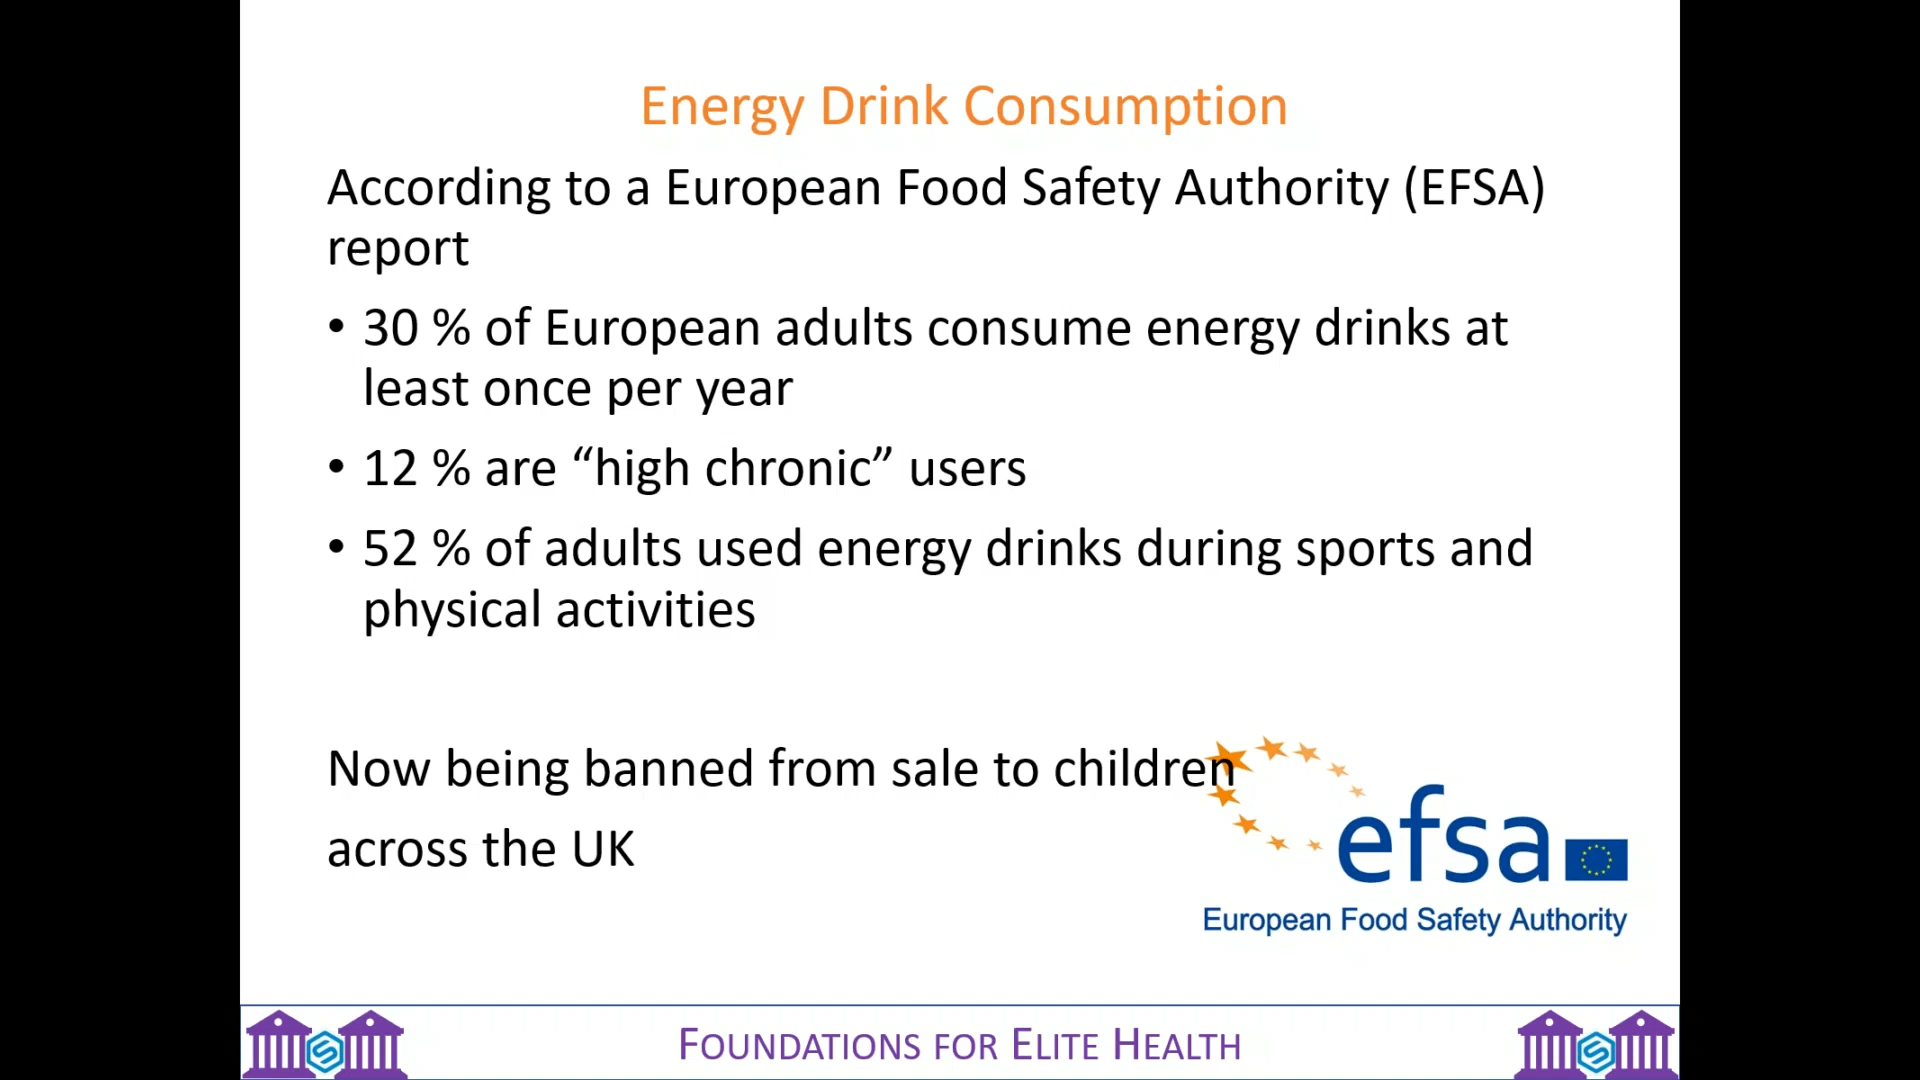 Energy Drink Consumption
According to a European Food Safety Authority (EFSA)
report
• 30 % of European adults consume energy drinks at
least once per year
• 12 % are “high chronic” users
• 52 % of adults used energy drinks during sports and
physical activities
Now being banned from sale to children
across the UK
efsa
European Food Safety Authority
FOUNDATIONS FOR ELITE HEALTH